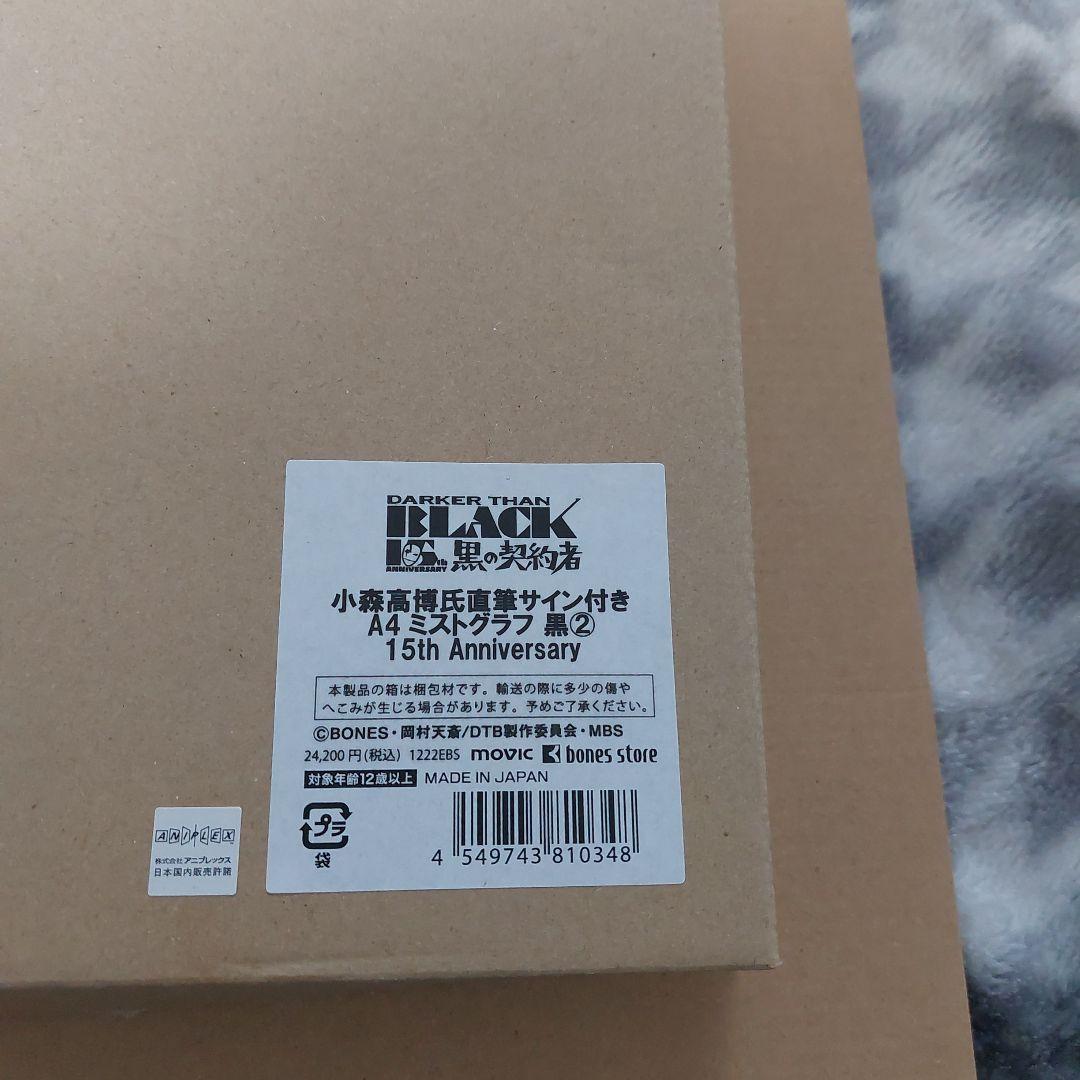 DARKER THAN
BLACK
15th 黒の契約者
ANNIVERSARY
小森高博氏直筆サイン付き
A4 ミストグラフ 黒②
15th Anniversary
本製品の箱は梱包材です。輸送の際に多少の傷や
へこみが生じる場合があります。予めご了承ください。
©BONES・岡村天斎/DTB製作委員会・MBS
24,200円(税込) 1222EBS movic bones store
対象年齢12歳以上 MADE IN JAPAN
プラ
袋
4 549743 810348
ANIPLEX
株式会社アニプレックス
日本国内販売許諾